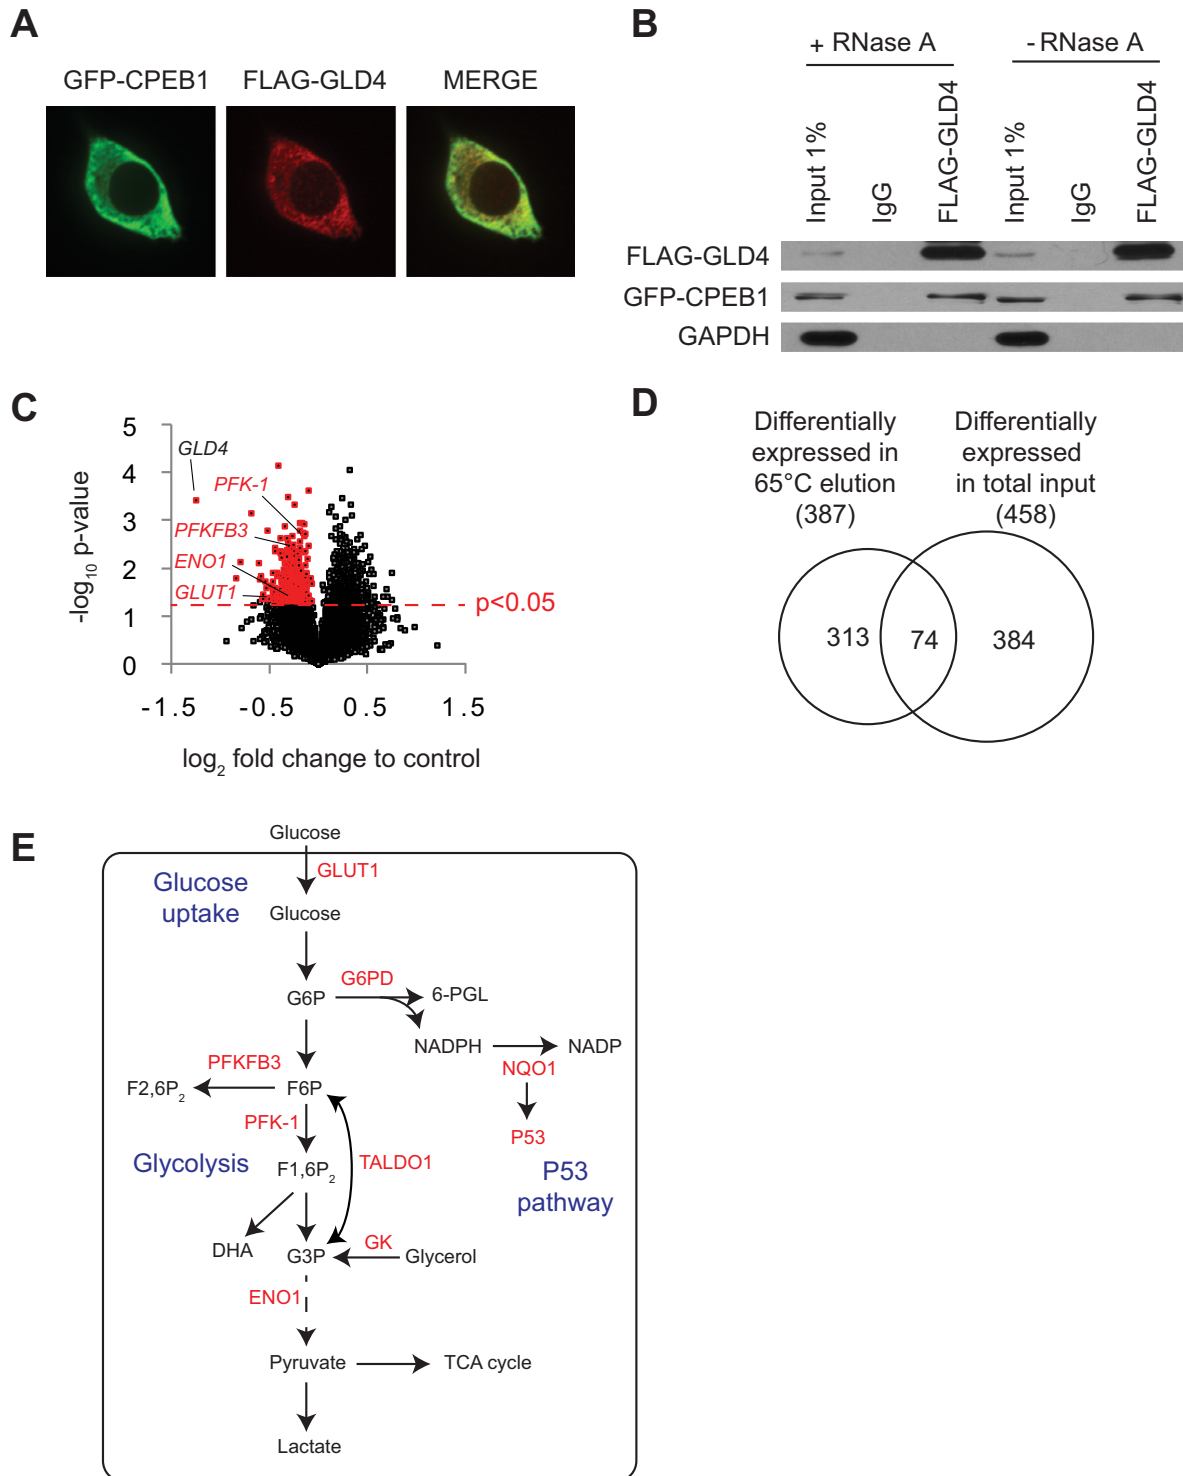 A
GFP-CPEB1
FLAG-GLD4
MERGE
B
+ RNase A
- RNase A
Input 1%
IgG
FLAG-GLD4
Input 1%
IgG
FLAG-GLD4
FLAG-GLD4
GFP-CPEB1
GAPDH
C
-log10 p-value
5
4
3
2
1
0
GLD4
PFK-1
PFKFB3
ENO1
GLUT1
p<0.05
-1.5
-0.5
0.5
1.5
log2 fold change to control
D
Differentially
expressed in
65°C elution
(387)
Differentially
expressed
in total input
(458)
313
74
384
E
Glucose
GLUT1
Glucose
uptake
Glucose
G6P
G6PD
6-PGL
NADPH
NADP
NQO1
P53
P53
pathway
PFKFB3
F2,6P2
F6P
PFK-1
Glycolysis
F1,6P2
TALDO1
DHA
G3P
GK
Glycerol
ENO1
Pyruvate
TCA cycle
Lactate